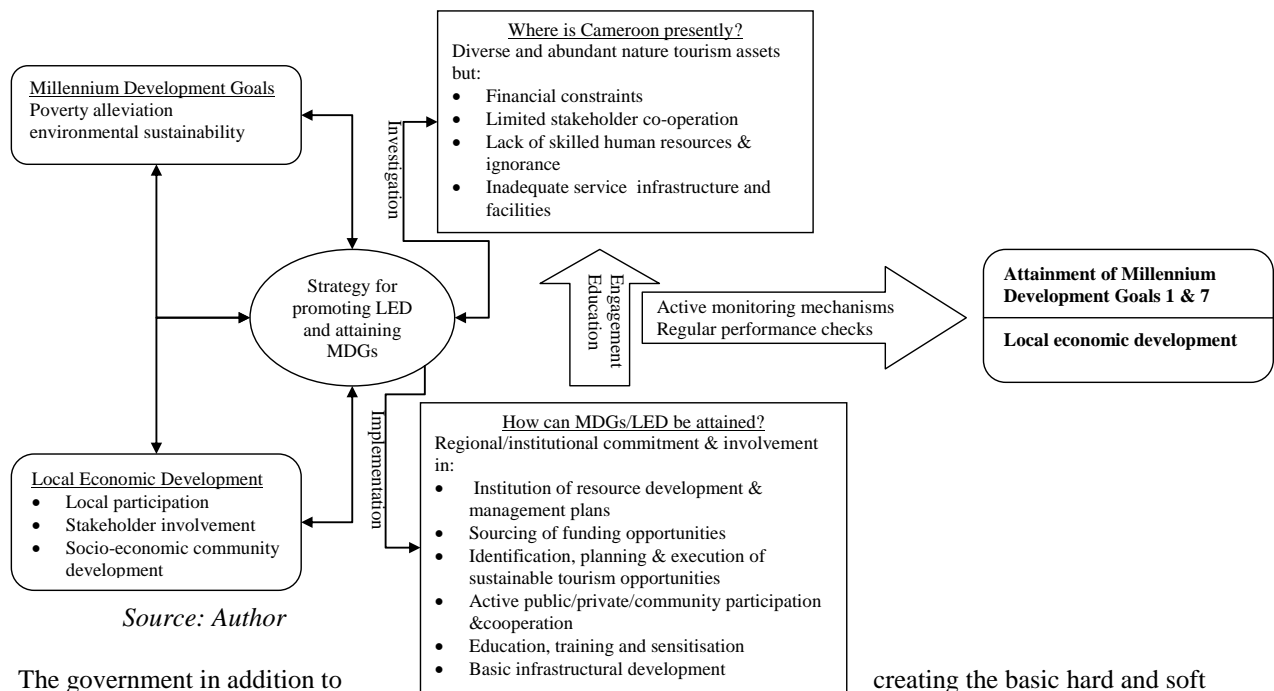 Where is Cameroon presently?
Diverse and abundant nature tourism assets
but:
• Financial constraints
• Limited stakeholder co-operation
• Lack of skilled human resources &
ignorance
• Inadequate service infrastructure and
facilities
Millennium Development Goals
Poverty alleviation
environmental sustainability
Investigation
Strategy for
promoting LED
and attaining
MDGs
Engagement
Education
Active monitoring mechanisms
Regular performance checks
Attainment of Millennium
Development Goals 1 & 7
Local economic development
Implementation
Local Economic Development
• Local participation
• Stakeholder involvement
• Socio-economic community
development
How can MDGs/LED be attained?
Regional/institutional commitment & involvement
in:
• Institution of resource development &
management plans
• Sourcing of funding opportunities
• Identification, planning & execution of
sustainable tourism opportunities
• Active public/private/community participation
&cooperation
• Education, training and sensitisation
• Basic infrastructural development
Source: Author
The government in addition to creating the basic hard and soft